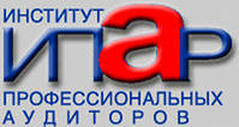 ИНСТИТУТ
ИПаР
ПРОФЕССИОНАЛЬНЫХ
АУДИТОРОВ